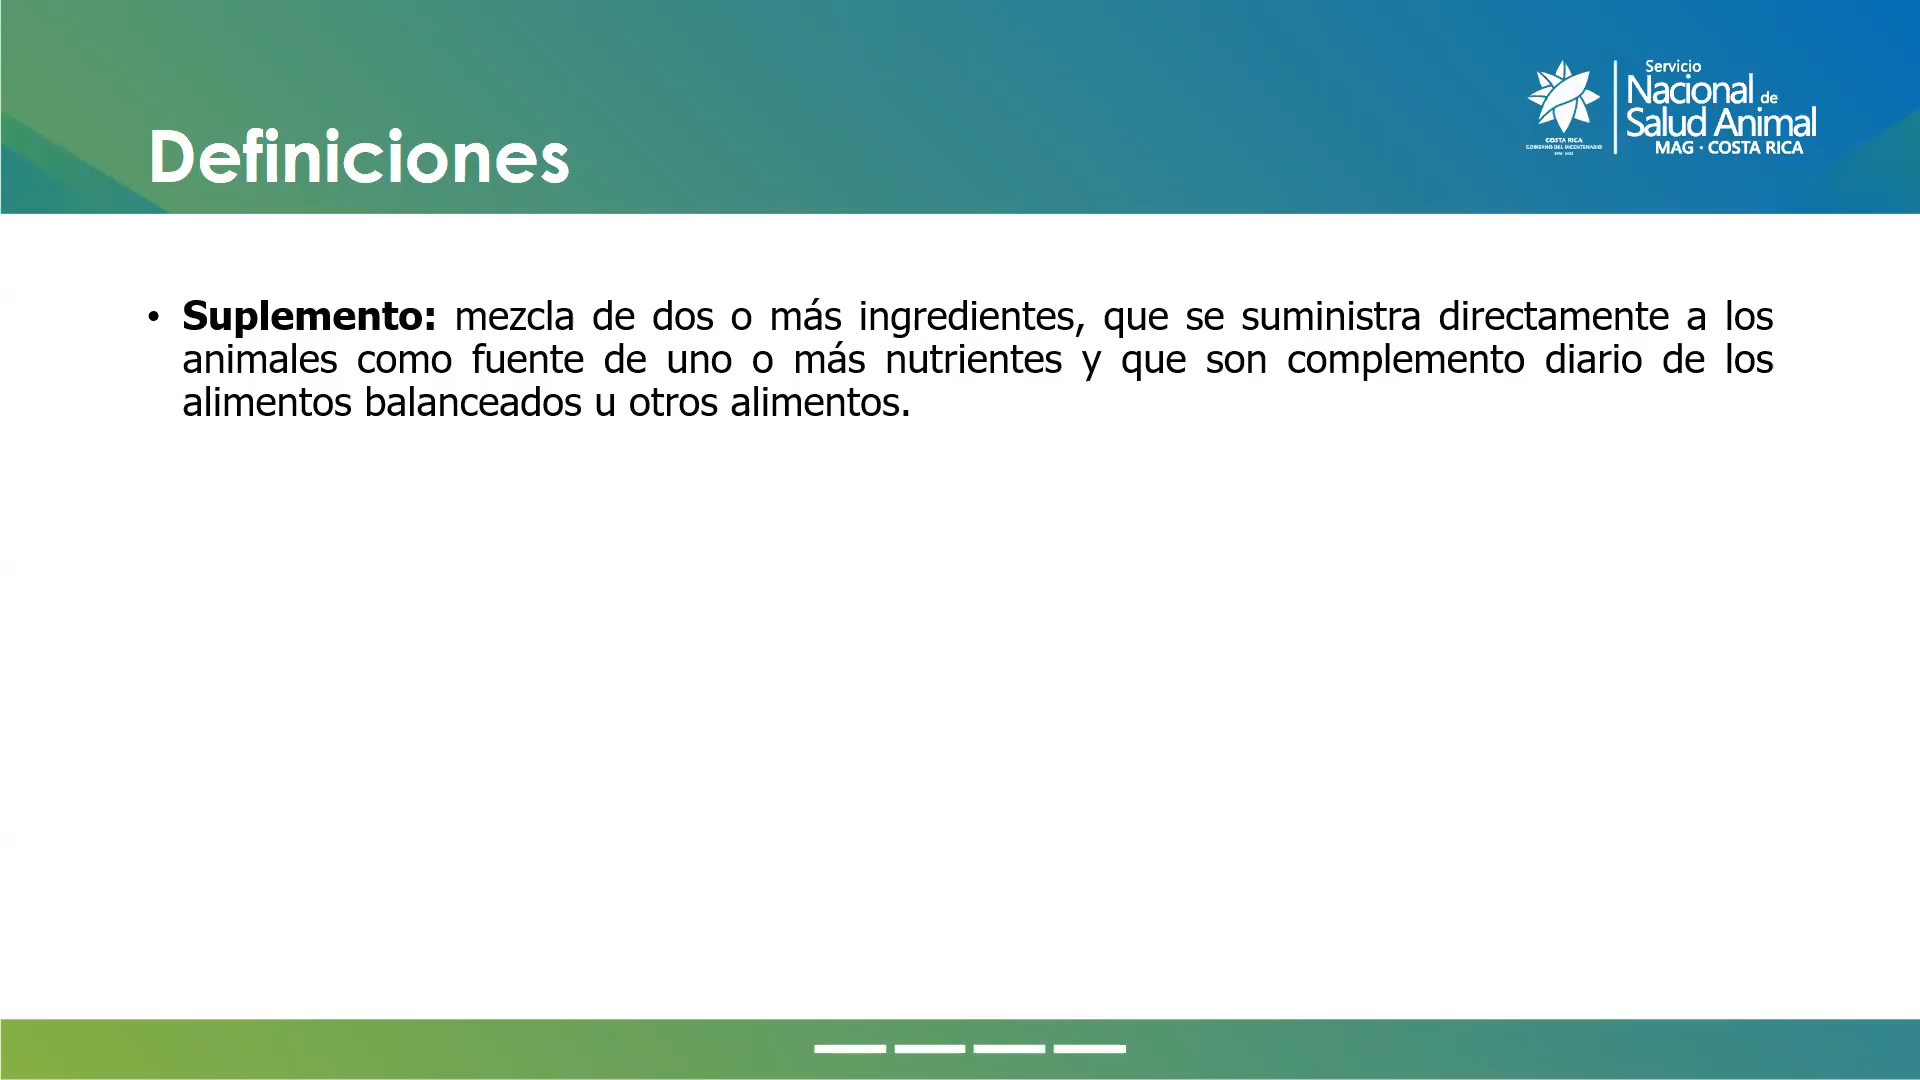 Definiciones
Servicio
Nacional de
Salud Animal
MAG · COSTA RICA
COSTA RICA
GOBIERNO DEL BICENTENARIO
• Suplemento: mezcla de dos o más ingredientes, que se suministra directamente a los
animales como fuente de uno o más nutrientes y que son complemento diario de los
alimentos balanceados u otros alimentos.